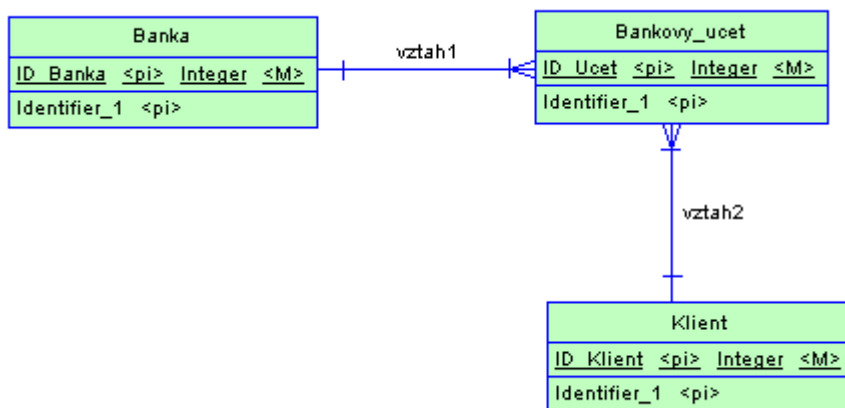 Banka
ID_Banka <pi> Integer <M>
Identifier_1 <pi>
vztah1
Bankovy_ucet
ID_Ucet <pi> Integer <M>
Identifier_1 <pi>
vztah2
Klient
ID_Klient <pi> Integer <M>
Identifier_1 <pi>